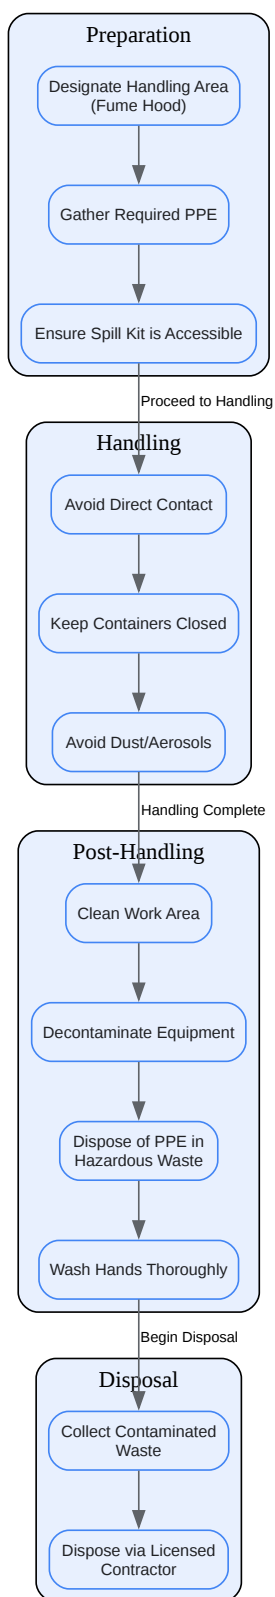 Preparation
Designate Handling Area
(Fume Hood)
Gather Required PPE
Ensure Spill Kit is Accessible
Proceed to Handling
Handling
Avoid Direct Contact
Keep Containers Closed
Avoid Dust/Aerosols
Handling Complete
Post-Handling
Clean Work Area
Decontaminate Equipment
Dispose of PPE in
Hazardous Waste
Wash Hands Thoroughly
Begin Disposal
Disposal
Collect Contaminated
Waste
Dispose via Licensed
Contractor